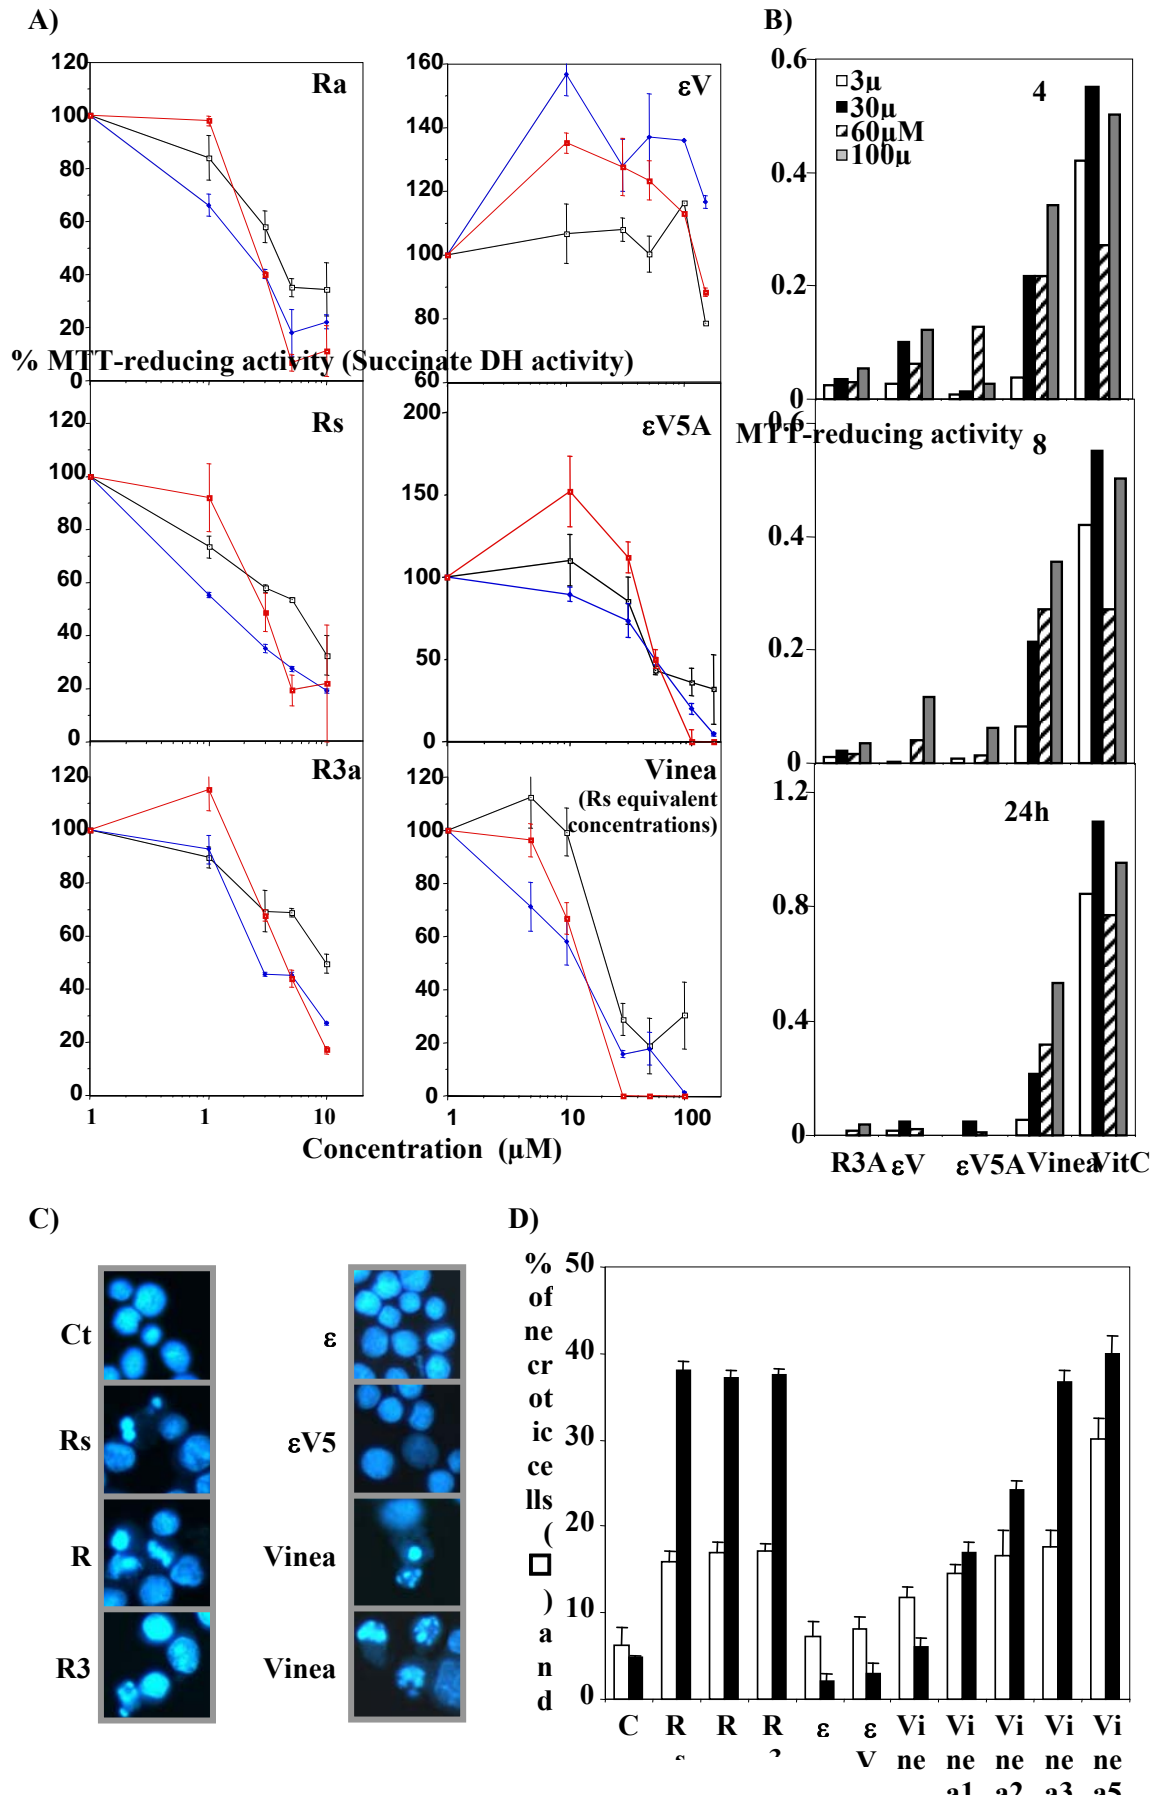 A)
120
Ra
100
80
60
40
20
160
εV
140
120
100
80
60
% MTT-reducing activity (Succinate DH activity)
Rs
120
100
80
60
40
20
0
εV5A
200
150
100
50
0
R3a
120
100
80
60
40
20
0
1
1
10
Vinea
(Rs equivalent
concentrations)
120
100
80
60
40
20
0
1
10
100
Concentration (µM)
B)
0.6
0.4
0.2
0
3µ
30µ
60µM
100µ
4
MTT-reducing activity
0.6
0.4
0.2
0
8
1.2
0.8
0.4
0
24h
R3A
εV
εV5A
Vinea
VitC
C)
Ct
Rs
R
R3
ε
εV5
Vinea
Vinea
D)
%
of
ne
cr
ot
ic
ce
lls
(
)
a
n
d
50
40
30
20
10
0
C
R
s
R
R
3
ε
ε
V
Vi
ne
Vi
ne
a1
Vi
ne
a2
Vi
ne
a3
Vi
ne
a5